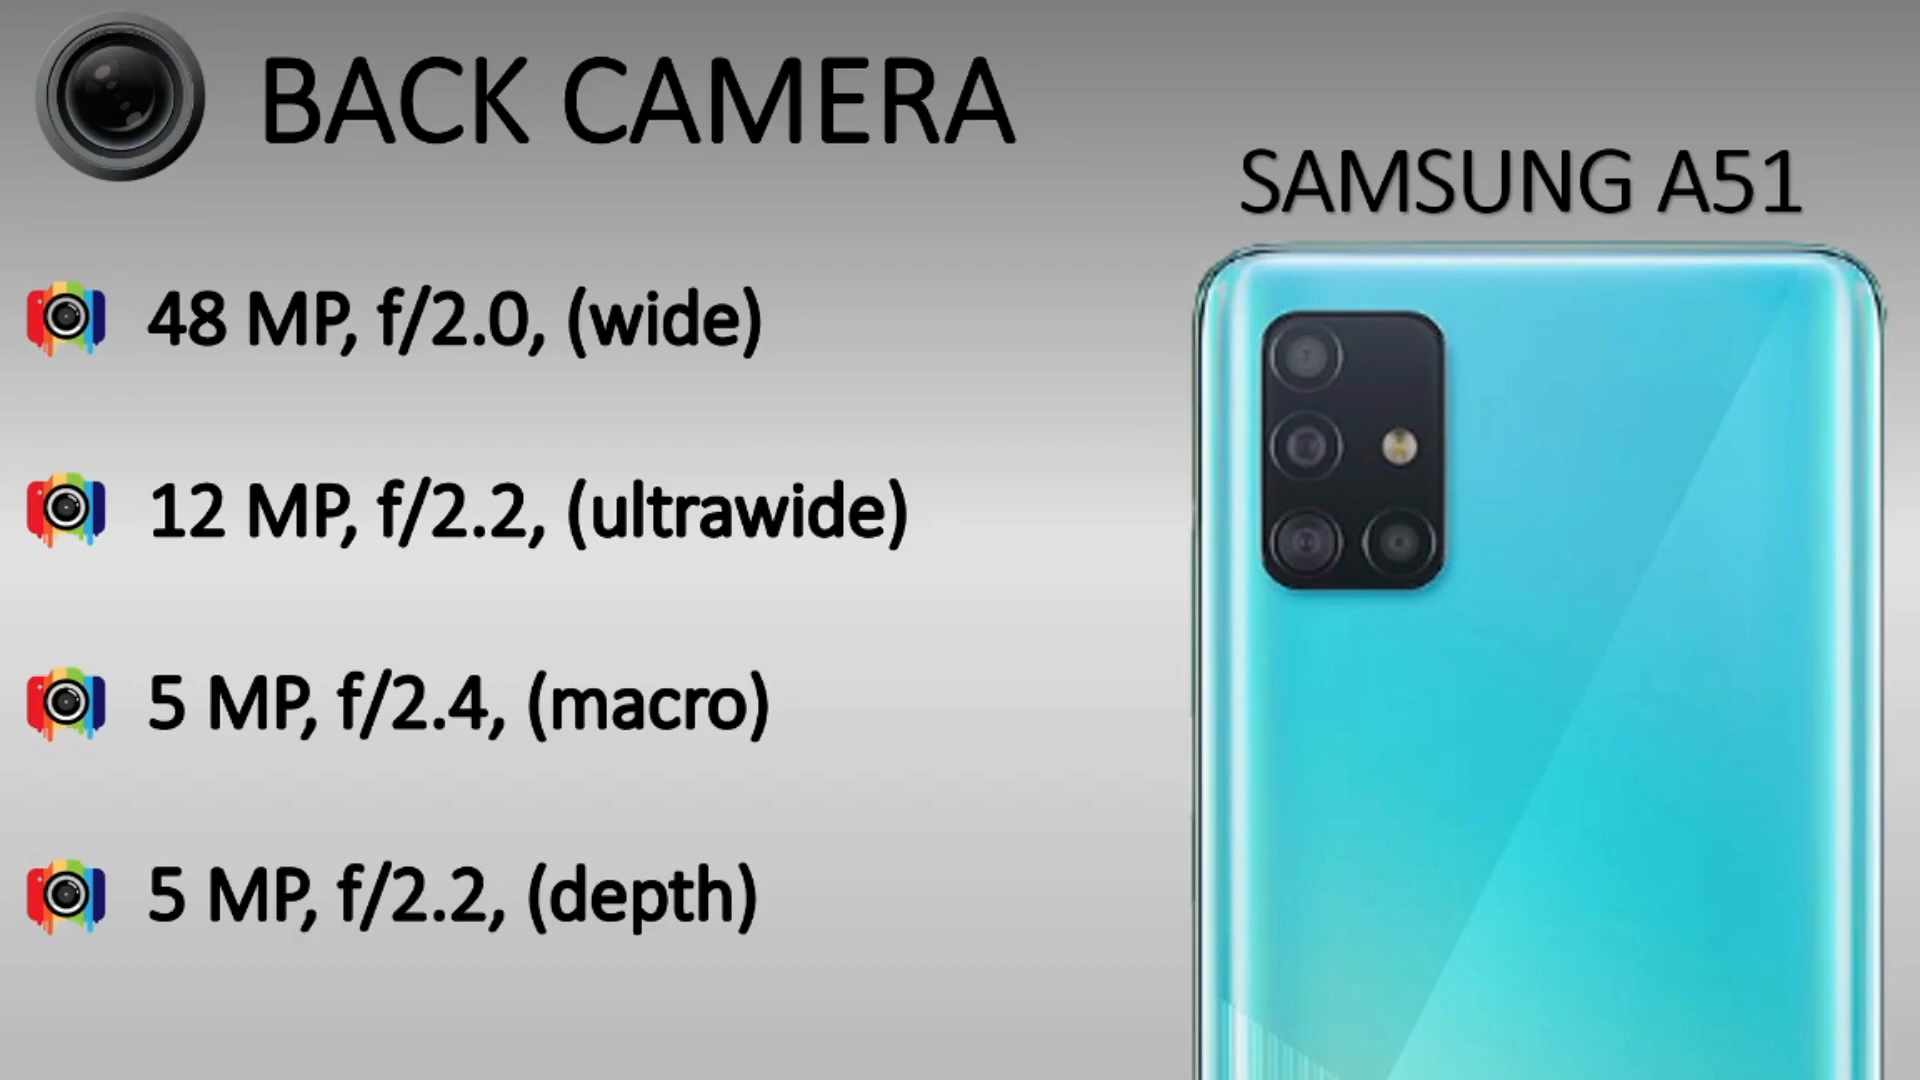 BACK CAMERA
SAMSUNG A51
48 MP, f/2.0, (wide)
12 MP, f/2.2, (ultrawide)
5 MP, f/2.4, (macro)
5 MP, f/2.2, (depth)